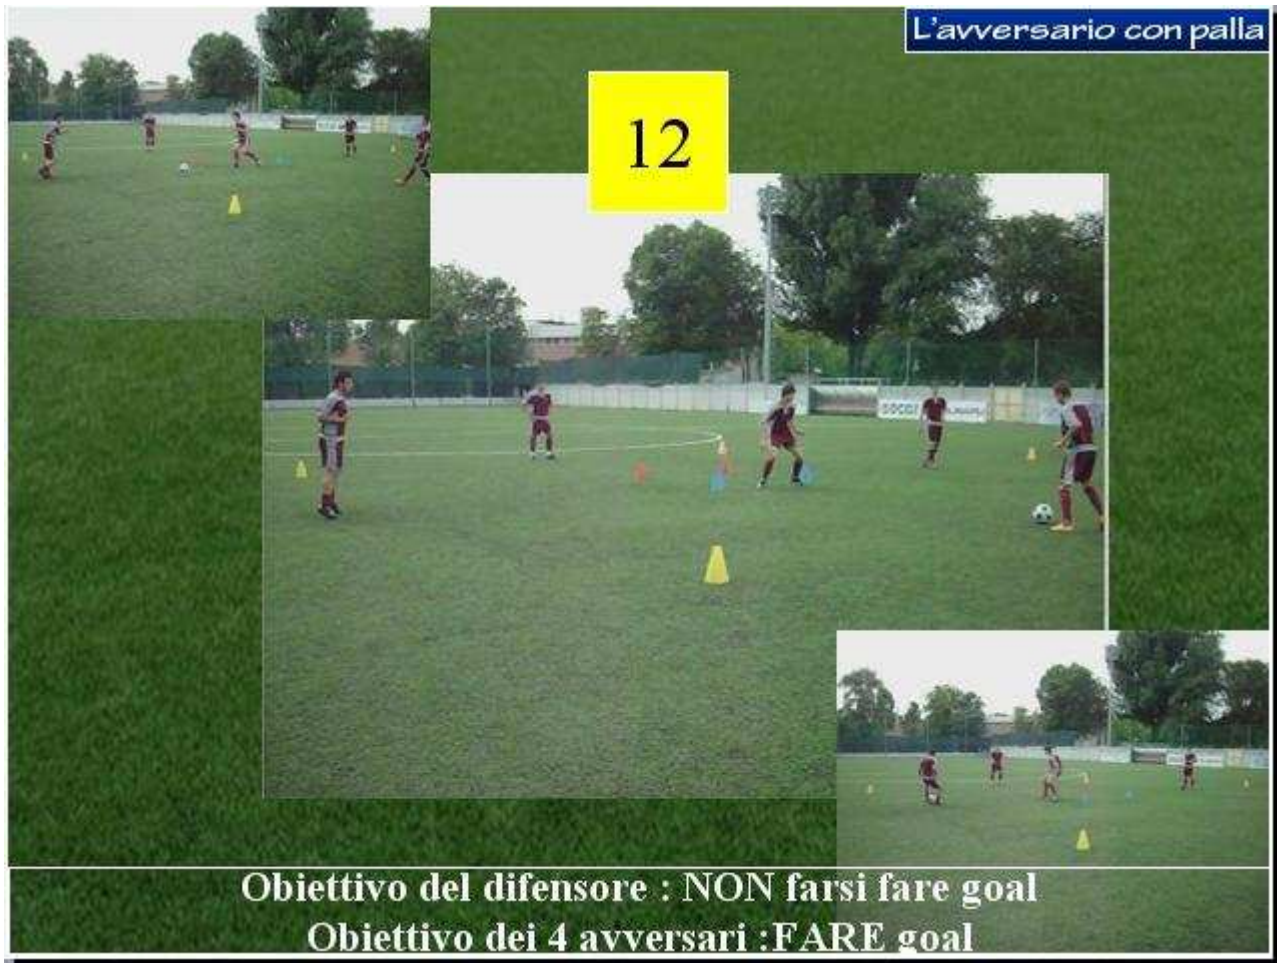 L'avversario con palla
12
Obiettivo del difensore : NON farsi fare goal
Obiettivo dei 4 avversari :FARE goal